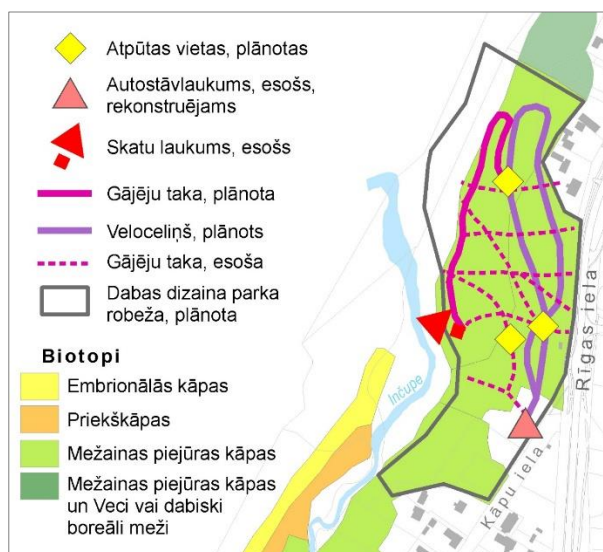 Atpūtas vietas, plānotas
Autostāvlaukums, esošs,
rekonstruējams
Skatu laukums, esošs
Gājēju taka, plānota
Veloceliņš, plānots
Gājēju taka, esoša
Dabas dizaina parka
robeža, plānota
Biotopi
Embrionālās kāpas
Priekškāpas
Mežainas piejūras kāpas
Mežainas piejūras kāpas
un Veci vai dabiski
boreāli meži
Inčupe
Rīgas iela
Kāpu iela